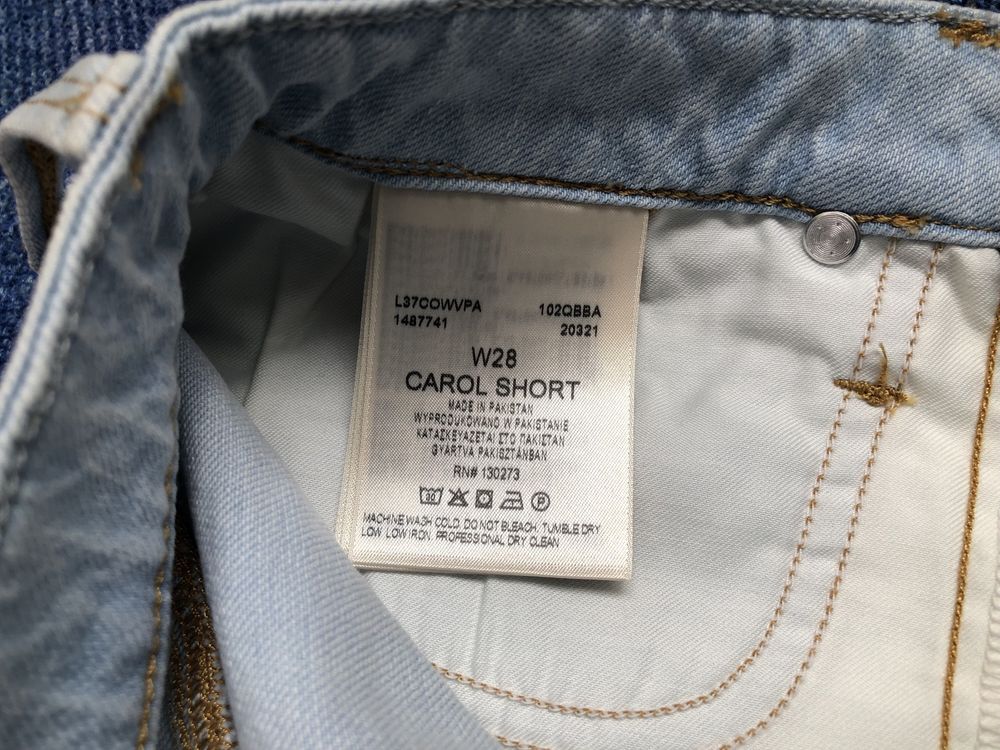 L37COWVPA 102QBBA
1487741 20321
W28
CAROL SHORT
MADE IN PAKISTAN
WYPRODUKOWANO W PAKISTANIE
ΚΑΤΑΣΚΕΥΑΖΕΤΑΙ ΣΤΟ ΠΑΚΙΣΤΑΝ
GYÁRTVA PAKISZTÁNBAN
RN# 130273
30 P
MACHINE WASH COLD. DO NOT BLEACH. TUMBLE DRY
LOW. LOW IRON. PROFESSIONAL DRY CLEAN